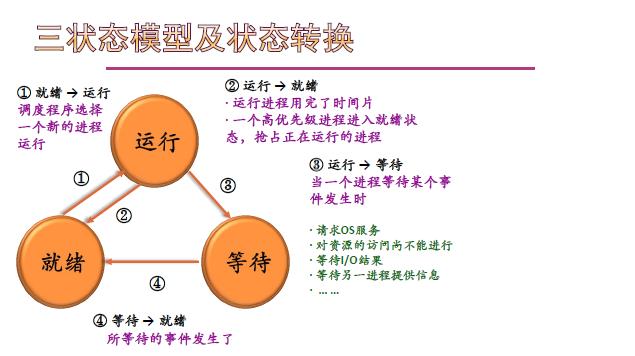 三状态模型及状态转换
① 就绪 → 运行
调度程序选择
一个新的进程
运行
② 运行 → 就绪
· 运行进程用完了时间片
· 一个高优先级进程进入就绪状
态，抢占正在运行的进程
运行
③ 运行 → 等待
当一个进程等待某个事
件发生时
①
②
③
· 请求OS服务
· 对资源的访问尚不能进行
· 等待I/O结果
· 等待另一进程提供信息
· ……
就绪
等待
④
④ 等待 → 就绪
所等待的事件发生了